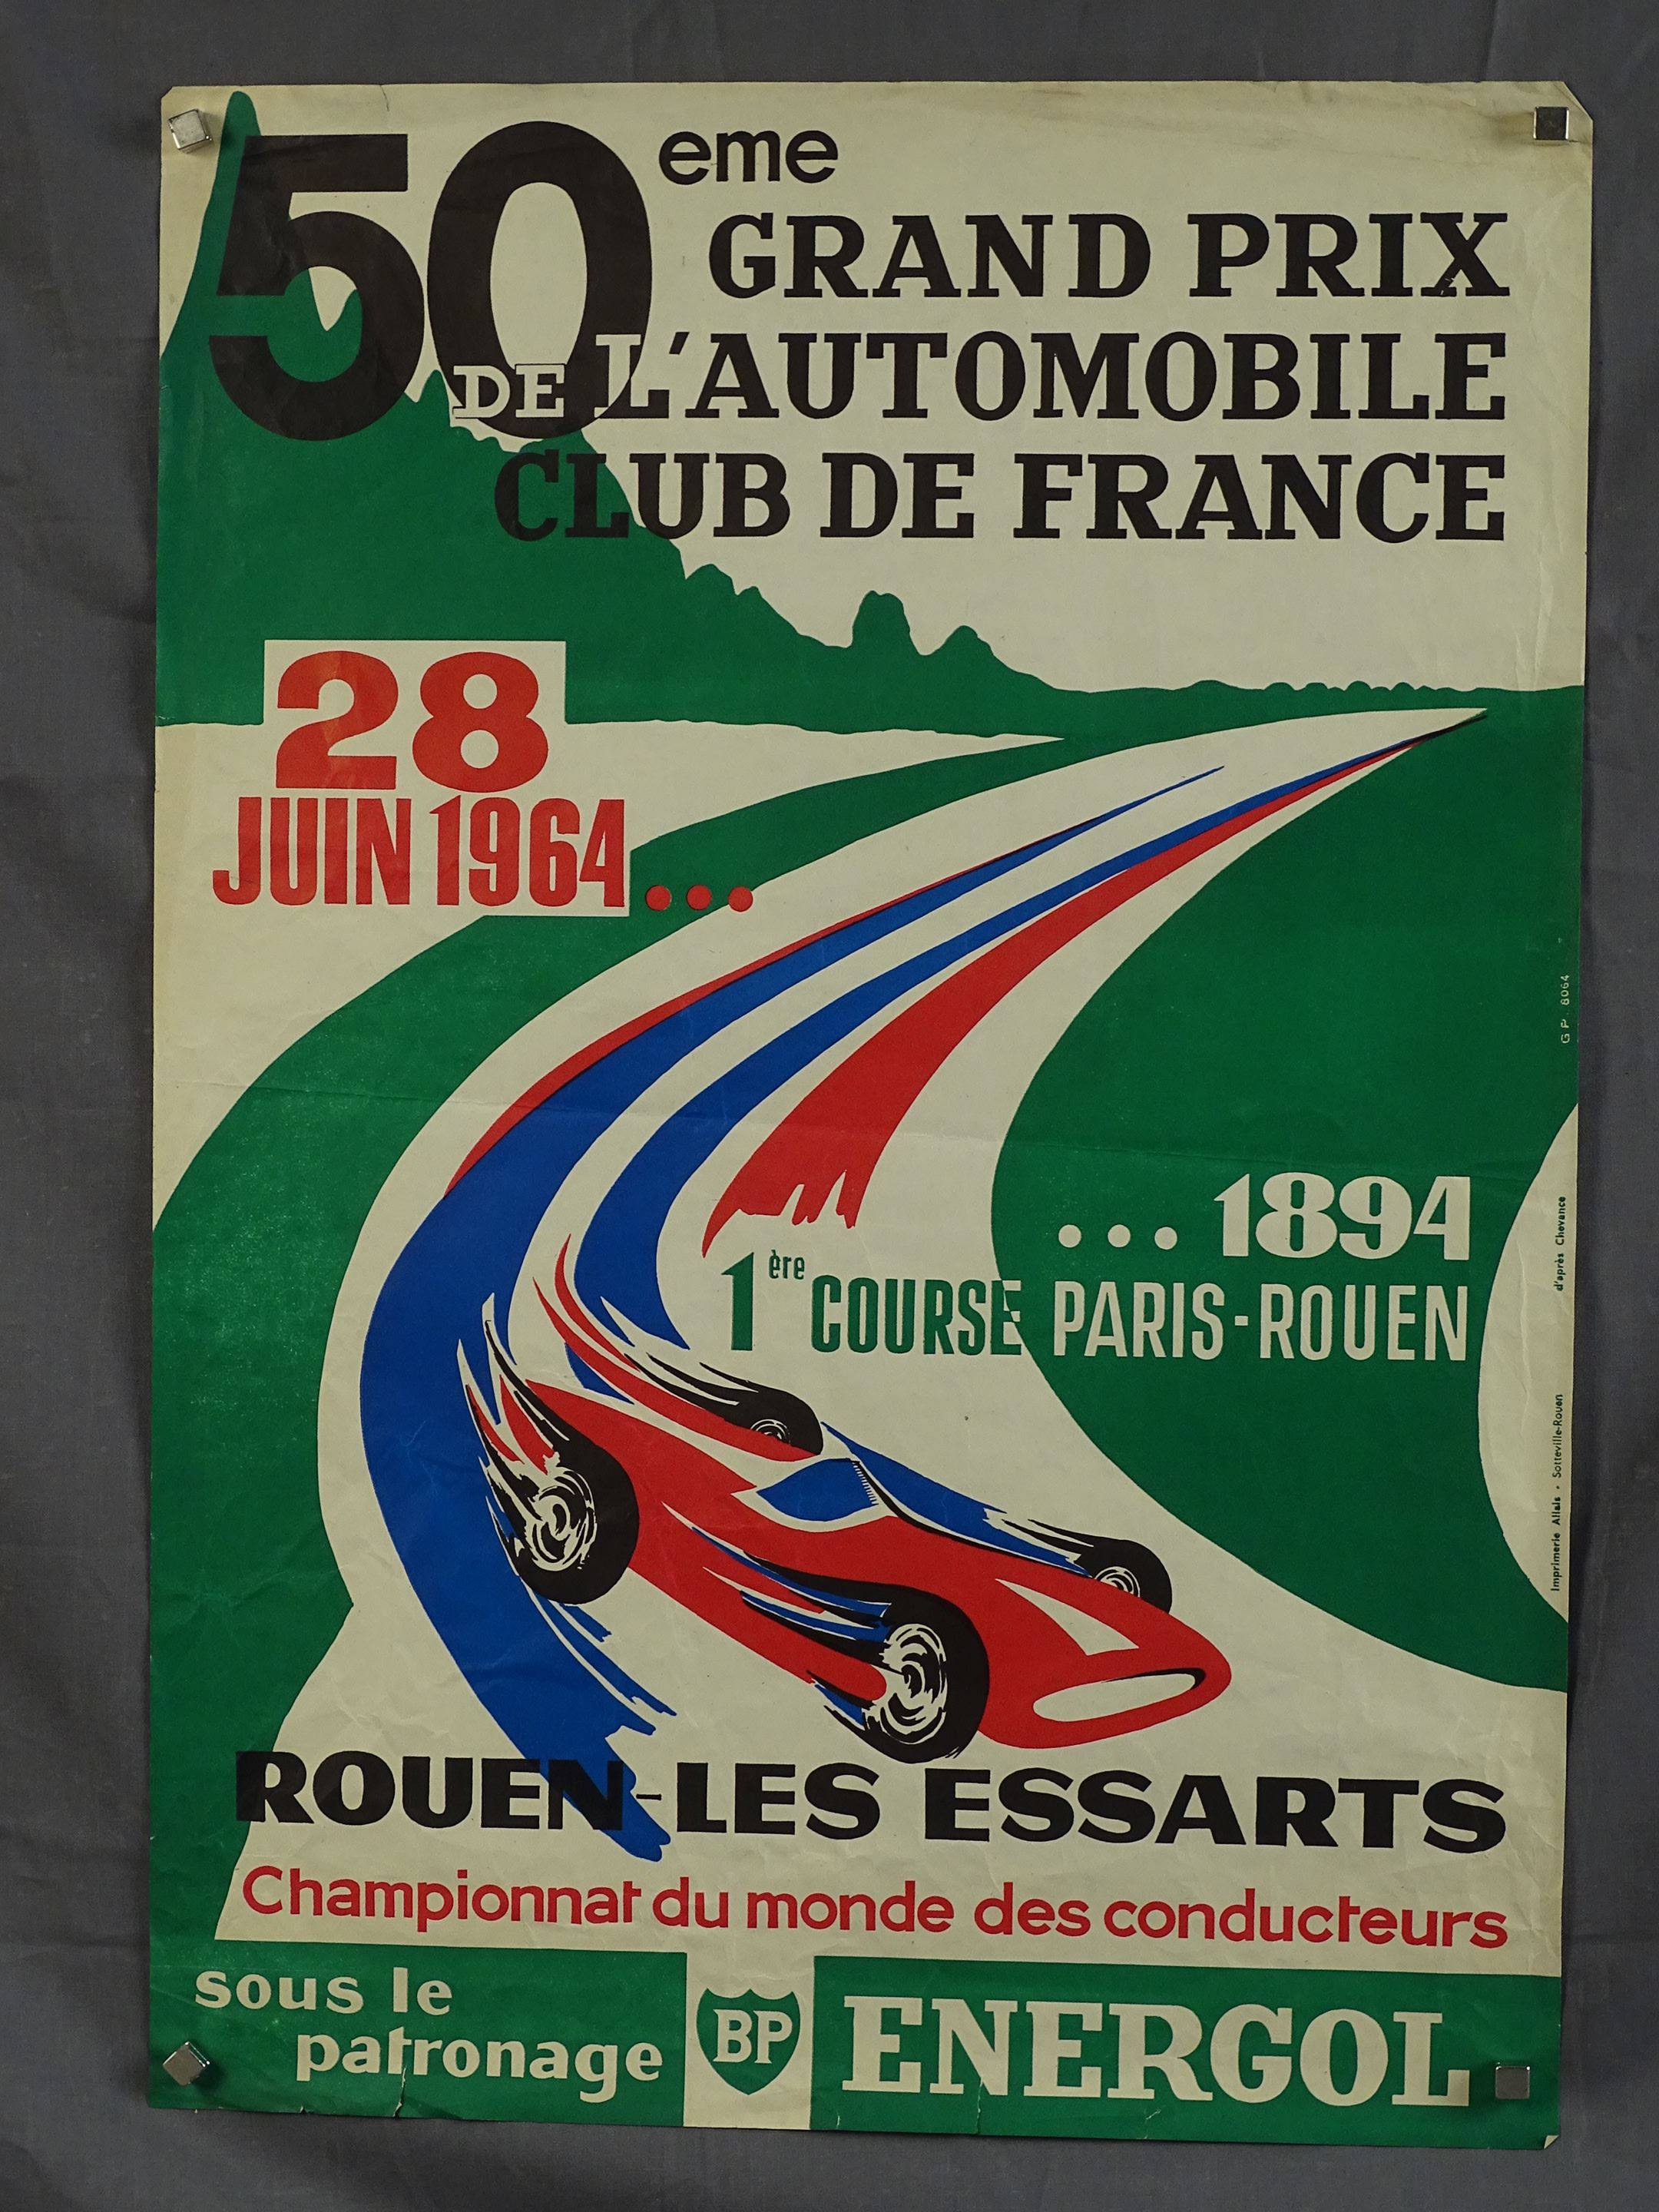 50eme
GRAND PRIX
DE L'AUTOMOBILE
CLUB DE FRANCE
28
JUIN 1964...
...1894
1ère COURSE PARIS-ROUEN
ROUEN-LES ESSARTS
Championnat du monde des conducteurs
sous le
patronage
BP
ENERGOL
G P. 8064
d'après Chevance
Imprimerie Allais - Sotteville-Rouen